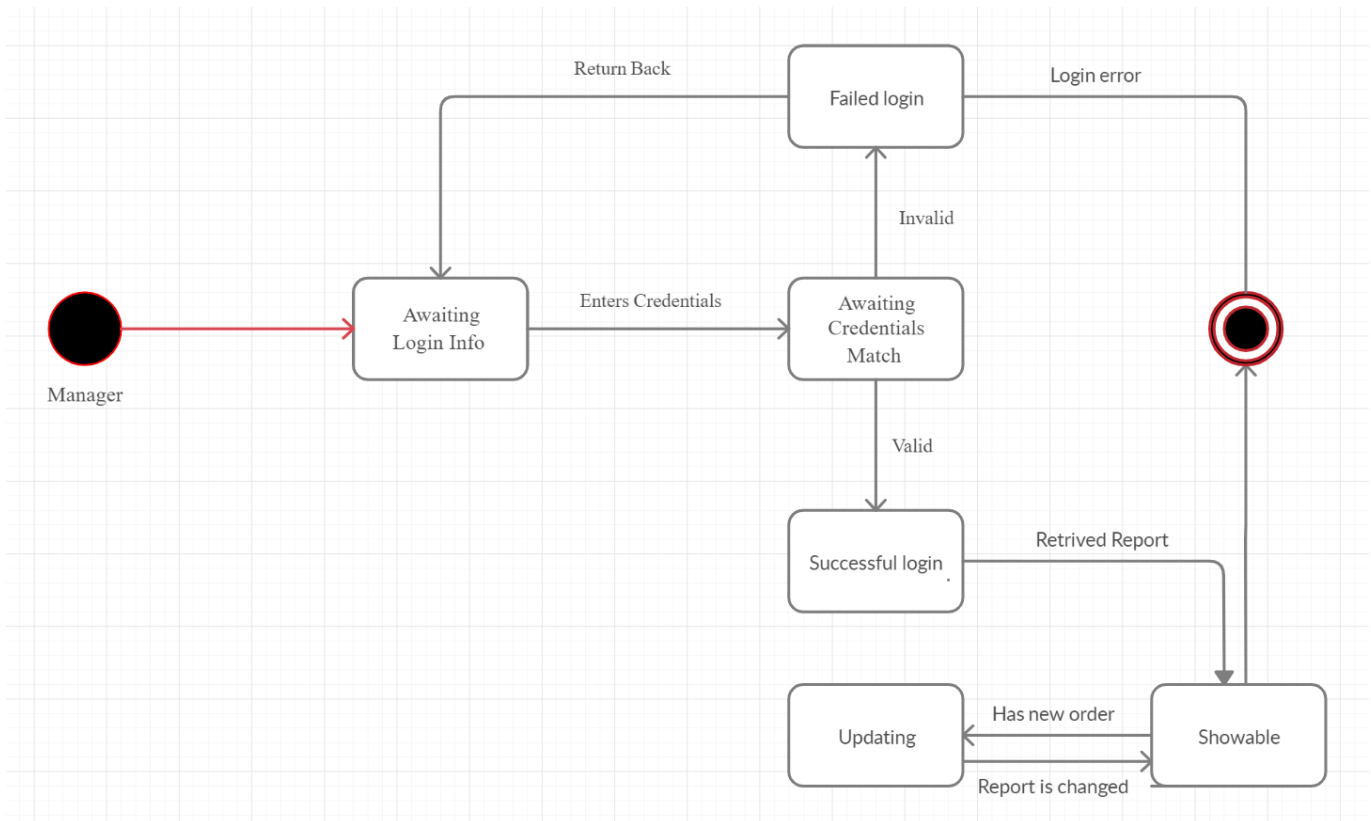 Return Back
Failed login
Login error
Invalid
Manager
Awaiting
Login Info
Enters Credentials
Awaiting
Credentials
Match
Valid
Successful login
Retrived Report
Updating
Has new order
Report is changed
Showable